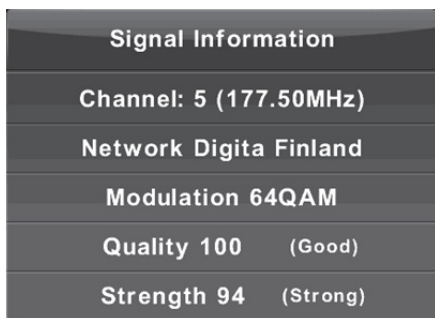 Signal Information
Channel: 5 (177.50MHz)
Network Digita Finland
Modulation 64QAM
Quality 100 (Good)
Strength 94 (Strong)